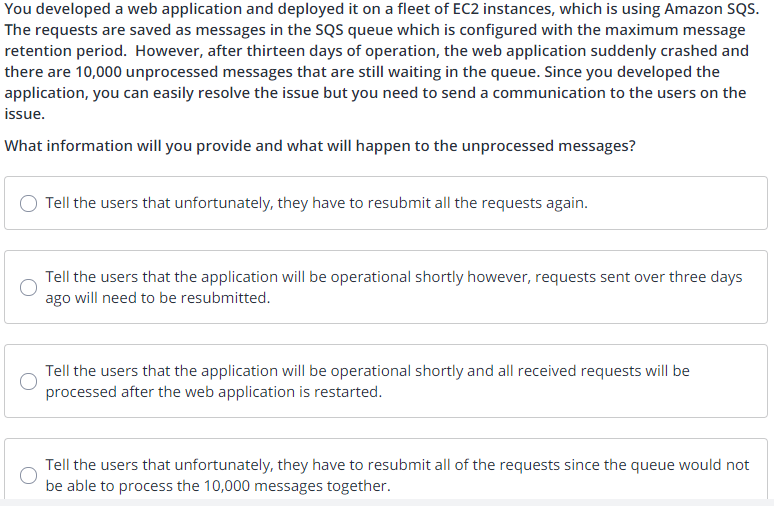 You developed a web application and deployed it on a fleet of EC2 instances, which is using Amazon SQS.
The requests are saved as messages in the SQS queue which is configured with the maximum message
retention period.  However, after thirteen days of operation, the web application suddenly crashed and
there are 10,000 unprocessed messages that are still waiting in the queue. Since you developed the
application, you can easily resolve the issue but you need to send a communication to the users on the
issue.
What information will you provide and what will happen to the unprocessed messages?
Tell the users that unfortunately, they have to resubmit all the requests again.
Tell the users that the application will be operational shortly however, requests sent over three days
ago will need to be resubmitted.
Tell the users that the application will be operational shortly and all received requests will be
processed after the web application is restarted.
Tell the users that unfortunately, they have to resubmit all of the requests since the queue would not
be able to process the 10,000 messages together.